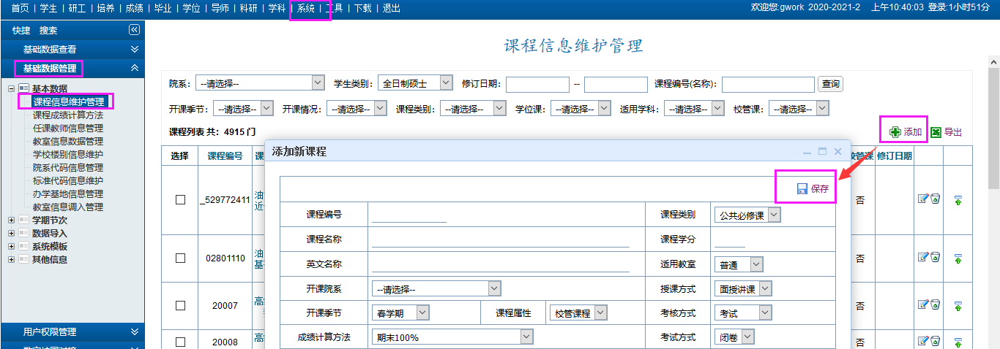 首页 | 学生 | 研工 | 培养 | 成绩 | 毕业 | 学位 | 导师 | 科研 | 学科 | 系统 | 工具 | 下载 | 退出
欢迎您:gwork 2020-2021-2 上午10:40:03 登录:1小时51分
快捷 搜索
基础数据查看
基础数据管理
基本数据
课程信息维护管理
课程成绩计算方法
任课教师信息管理
教室信息数据管理
学校楼别信息维护
院系代码信息管理
标准代码信息维护
办学基地信息管理
教室信息调入管理
学期节次
数据导入
系统模板
其他信息
用户权限管理
课程信息维护管理
院系： --请选择-- 学生类别： 全日制硕士 修订日期： -- 课程编号(名称)： 查询
开课季节： --请选择-- 开课情况： --请选择-- 课程类别： --请选择-- 学位课： --请选择-- 适用学科： --请选择-- 校管课： --请选择--
课程列表 共：4915 门
添加 导出
选择 课程编号 修订日期
_529772411 否
02801110 否
20007 否
20008 否
添加新课程
保存
课程编号 课程类别 公共必修课
课程名称 课程学分
英文名称 适用教室 普通
开课院系 --请选择-- 授课方式 面授讲课
开课季节 春学期 课程属性 校管课程 考核方式 考试
成绩计算方法 期末100% 考试方式 闭卷